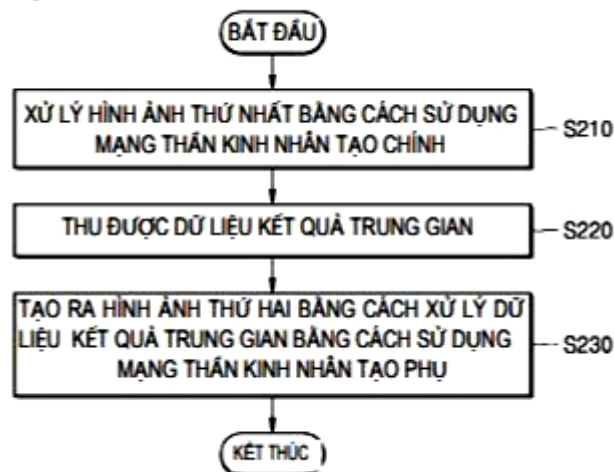 BẮT ĐẦU
XỬ LÝ HÌNH ẢNH THỨ NHẤT BẰNG CÁCH SỬ DỤNG
MẠNG THẦN KINH NHÂN TẠO CHÍNH
S210
THU ĐƯỢC DỮ LIỆU KẾT QUẢ TRUNG GIAN
S220
TẠO RA HÌNH ẢNH THỨ HAI BẰNG CÁCH XỬ LÝ DỮ
LIỆU KẾT QUẢ TRUNG GIAN BẰNG CÁCH SỬ DỤNG
MẠNG THẦN KINH NHÂN TẠO PHỤ
S230
KẾT THÚC